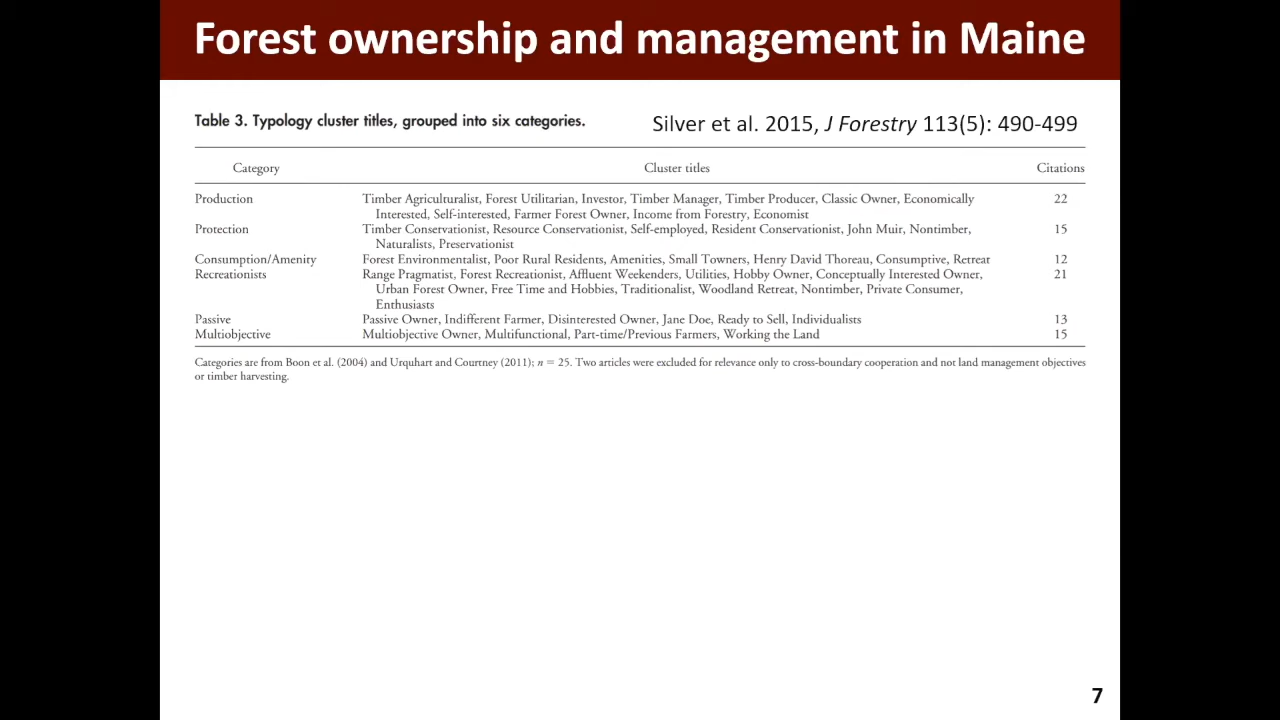 Forest ownership and management in Maine
Table 3. Typology cluster titles, grouped into six categories.
Silver et al. 2015, J Forestry 113(5): 490-499
Category Cluster titles Citations
Production Timber Agriculturalist, Forest Utilitarian, Investor, Timber Manager, Timber Producer, Classic Owner, Economically 22
Interested, Self-interested, Farmer Forest Owner, Income from Forestry, Economist
Protection Timber Conservationist, Resource Conservationist, Self-employed, Resident Conservationist, John Muir, Nontimber, 15
Naturalists, Preservationist
Consumption/Amenity Forest Environmentalist, Poor Rural Residents, Amenities, Small Towners, Henry David Thoreau, Consumptive, Retreat 12
Recreationists Range Pragmatist, Forest Recreationist, Affluent Weekenders, Utilities, Hobby Owner, Conceptually Interested Owner, 21
Urban Forest Owner, Free Time and Hobbies, Traditionalist, Woodland Retreat, Nontimber, Private Consumer,
Enthusiasts
Passive Passive Owner, Indifferent Farmer, Disinterested Owner, Jane Doe, Ready to Sell, Individualists 13
Multiobjective Multiobjective Owner, Multifunctional, Part-time/Previous Farmers, Working the Land 15
Categories are from Boon et al. (2004) and Urquhart and Courtney (2011); n = 25. Two articles were excluded for relevance only to cross-boundary cooperation and not land management objectives
or timber harvesting.
7